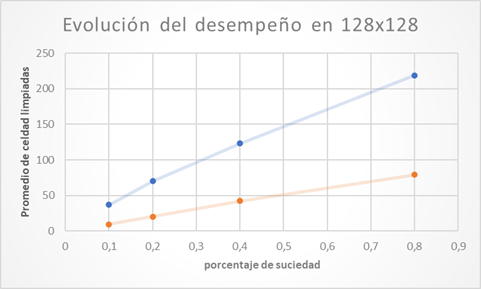 Evolución del desempeño en 128x128
250
200
150
100
50
0
Promedio de celdad limpiadas
0 0,1 0,2 0,3 0,4 0,5 0,6 0,7 0,8 0,9
porcentaje de suciedad